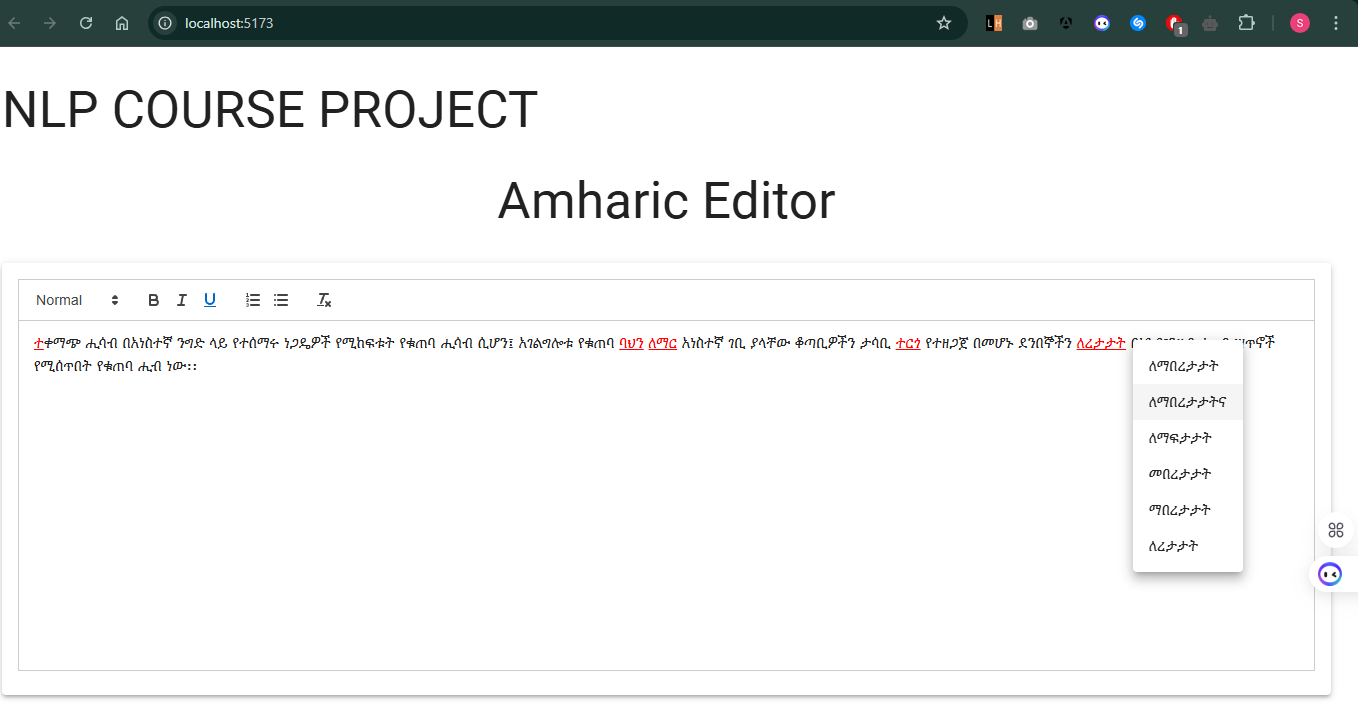 localhost:5173
1
S
NLP COURSE PROJECT
Amharic Editor
Normal
ተቀማጭ ሒሳብ በአነስተኛ ንግድ ላይ የተሰማሩ ነጋዴዎች የሚከፍቱት የቁጠባ ሒሳብ ሲሆን፤ አገልግሎቱ የቁጠባ ባህን ለማር አነስተኛ ገቢ ያላቸው ቆጣቢዎችን ታሳቢ ተርጎ የተዘጋጀ በመሆኑ ደንበኞችን ለረታታት
የሚሰጥበት የቁጠባ ሒብ ነው፡፡
ለማበረታታት
ለማበረታታትና
ለማፍታታት
መበረታታት
ማበረታታት
ለረታታት